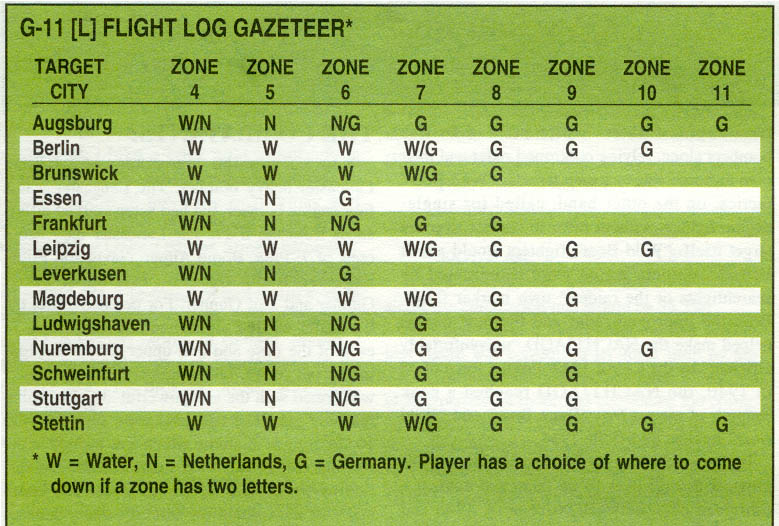 G-11 [L] FLIGHT LOG GAZETEER*
TARGET ZONE ZONE ZONE ZONE ZONE ZONE ZONE ZONE
CITY 4 5 6 7 8 9 10 11
Augsburg W/N N N/G G G G G G
Berlin W W W W/G G G G
Brunswick W W W W/G G
Essen W/N N G
Frankfurt W/N N N/G G G
Leipzig W W W W/G G G G
Leverkusen W/N N G
Magdeburg W W W W/G G G
Ludwigshaven W/N N N/G G G
Nuremburg W/N N N/G G G G G
Schweinfurt W/N N N/G G G G
Stuttgart W/N N N/G G G G
Stettin W W W W/G G G G G
* W = Water, N = Netherlands, G = Germany. Player has a choice of where to come
down if a zone has two letters.